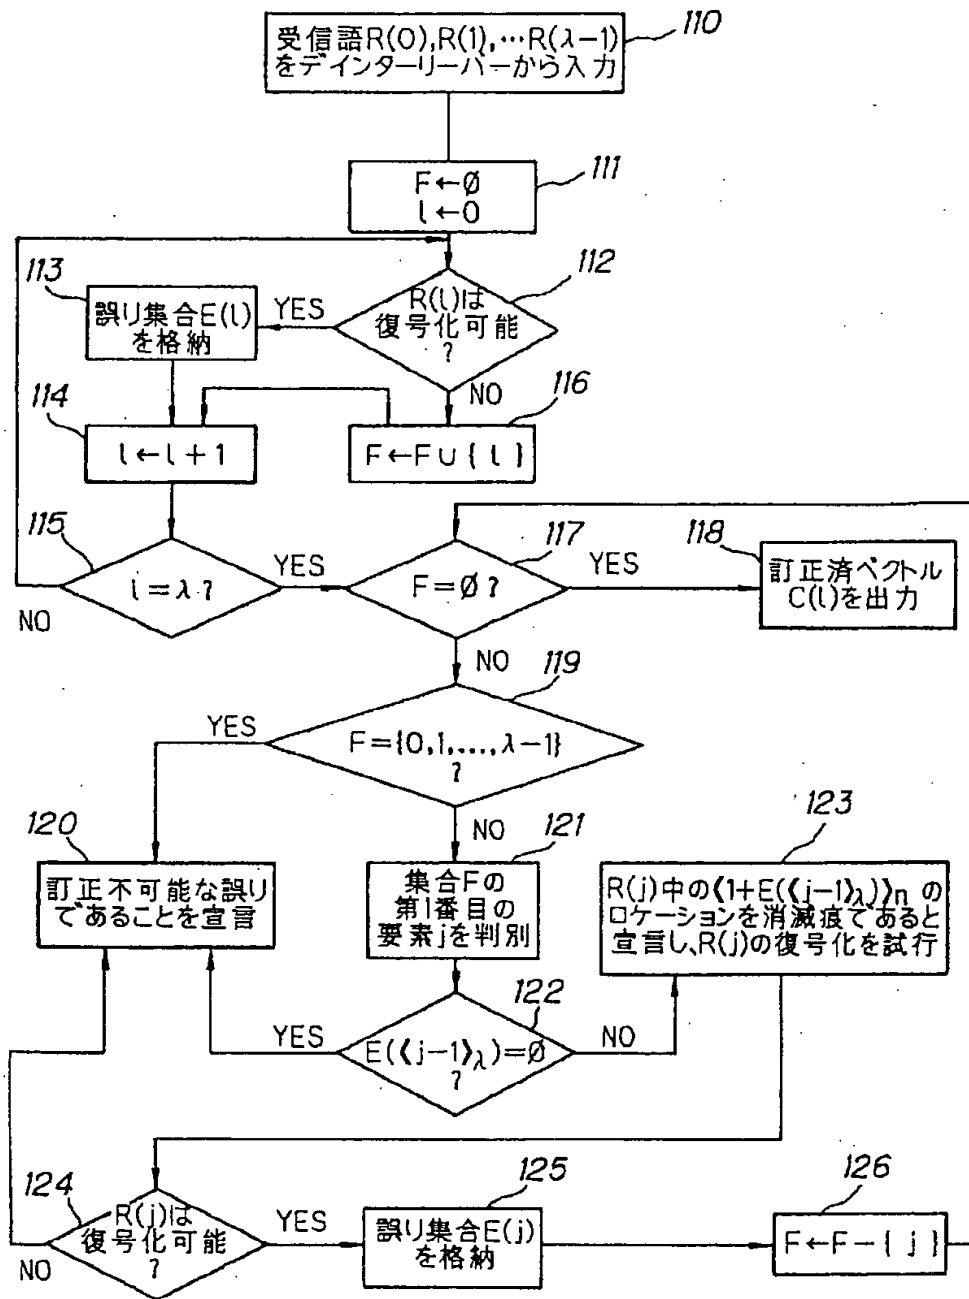 受信語R(0),R(1),…R(λ−1)
をデインターリーバーから入力
110
F←Ø
l←0
111
R(l)は
復号化可能
?
112
YES
NO
誤り集合E(l)
を格納
113
l←l+1
114
F←F∪{l}
116
i=λ?
115
YES
NO
F=Ø?
117
YES
NO
訂正済ベクトル
C(l)を出力
118
F={0,1,...,λ−1}
?
119
YES
NO
訂正不可能な誤り
であることを宣言
120
集合Fの
第1番目の
要素jを判別
121
E(《j−1》λ)=Ø
?
122
YES
NO
R(j)中の《1+E(《j−1》λ)》n の
ロケーションを消滅痕であると
宣言し、R(j)の復号化を試行
123
R(j)は
復号化可能
?
124
YES
NO
誤り集合E(j)
を格納
125
F←F−{j}
126